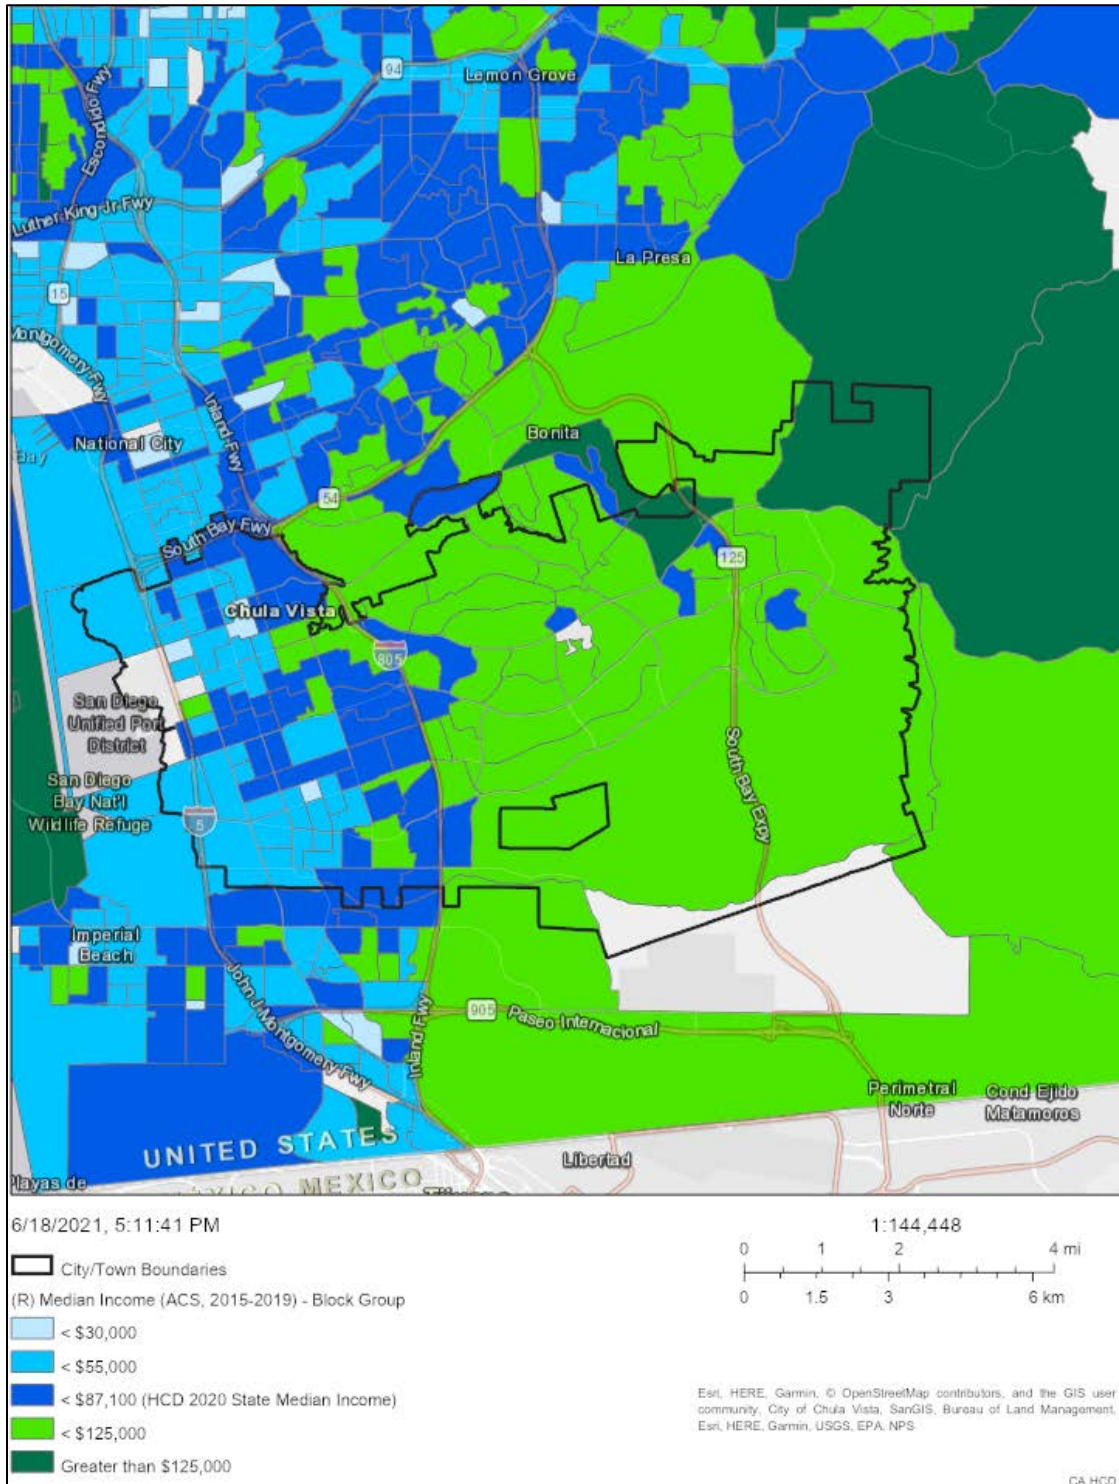 94
Lemon Grove
Escondido Fwy
Luther King Jr Fwy
La Presa
15
Montgomery Fwy
Inland Fwy
Bonita
National City
Bay
54
South Bay Fwy
125
Chula Vista
805
San Diego
Unified Port
District
South Bay Expy
San Diego
Bay Nat'l
Wildlife Refuge
5
Imperial
Beach
John J Montgomery Fwy
Inland Fwy
905
Paseo Internacional
Perimetral
Norte
Cond Ejido
Matamoros
UNITED STATES
Libertad
Playas de
MÉXICO MEXICO
6/18/2021, 5:11:41 PM
1:144,448
0 1 2 4 mi
0 1.5 3 6 km
City/Town Boundaries
(R) Median Income (ACS, 2015-2019) - Block Group
< $30,000
< $55,000
< $87,100 (HCD 2020 State Median Income)
< $125,000
Greater than $125,000
Esri, HERE, Garmin, © OpenStreetMap contributors, and the GIS user
community, City of Chula Vista, SanGIS, Bureau of Land Management,
Esri, HERE, Garmin, USGS, EPA, NPS
CA HCD